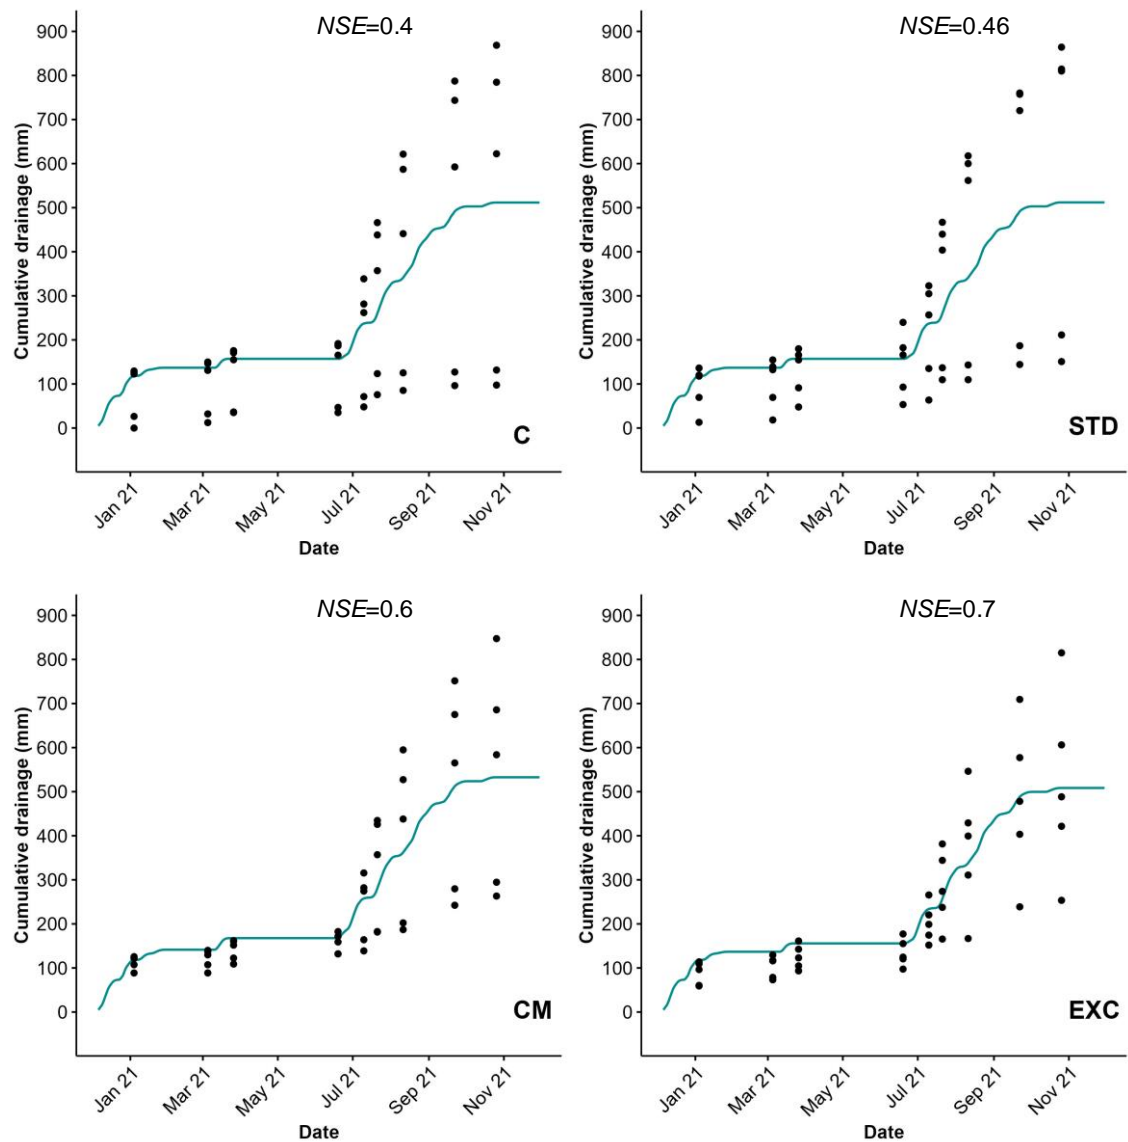 NSE=0.4
Cumulative drainage (mm)
900
800
700
600
500
400
300
200
100
0
C
Jan 21
Mar 21
May 21
Jul 21
Sep 21
Nov 21
Date
NSE=0.46
Cumulative drainage (mm)
900
800
700
600
500
400
300
200
100
0
STD
Jan 21
Mar 21
May 21
Jul 21
Sep 21
Nov 21
Date
NSE=0.6
Cumulative drainage (mm)
900
800
700
600
500
400
300
200
100
0
CM
Jan 21
Mar 21
May 21
Jul 21
Sep 21
Nov 21
Date
NSE=0.7
Cumulative drainage (mm)
900
800
700
600
500
400
300
200
100
0
EXC
Jan 21
Mar 21
May 21
Jul 21
Sep 21
Nov 21
Date